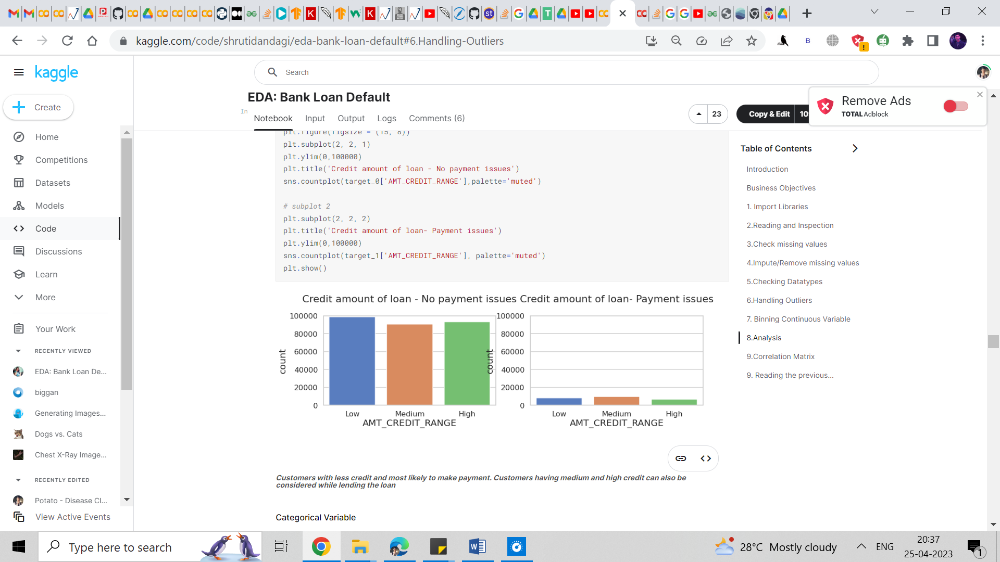 kaggle.com/code/shrutidandagi/eda-bank-loan-default#6.Handling-Outliers
kaggle
Search
Remove Ads
TOTAL Adblock
EDA: Bank Loan Default
In
Notebook Input Output Logs Comments (6)
23
Copy & Edit 10
Create
Home
Competitions
Datasets
Models
Code
Discussions
Learn
More
Your Work
RECENTLY VIEWED
EDA: Bank Loan De...
biggan
Generating Images...
Dogs vs. Cats
Chest X-Ray Image...
RECENTLY EDITED
Potato - Disease Cl...
View Active Events
plt.figure(figsize = (15, 8))
plt.subplot(2, 2, 1)
plt.ylim(0,100000)
plt.title('Credit amount of loan - No payment issues')
sns.countplot(target_0['AMT_CREDIT_RANGE'],palette='muted')
# subplot 2
plt.subplot(2, 2, 2)
plt.title('Credit amount of loan- Payment issues')
plt.ylim(0,100000)
sns.countplot(target_1['AMT_CREDIT_RANGE'], palette='muted')
plt.show()
Credit amount of loan - No payment issues
100000
80000
60000
40000
20000
0
count
Low Medium High
AMT_CREDIT_RANGE
Credit amount of loan- Payment issues
100000
80000
60000
40000
20000
0
count
Low Medium High
AMT_CREDIT_RANGE
Customers with less credit and most likely to make payment. Customers having medium and high credit can also be
considered while lending the loan
Categorical Variable
Table of Contents
Introduction
Business Objectives
1. Import Libraries
2.Reading and Inspection
3.Check missing values
4.Impute/Remove missing values
5.Checking Datatypes
6.Handling Outliers
7. Binning Continuous Variable
8.Analysis
9.Correlation Matrix
9. Reading the previous...
Type here to search
28°C Mostly cloudy
ENG
20:37
25-04-2023
1